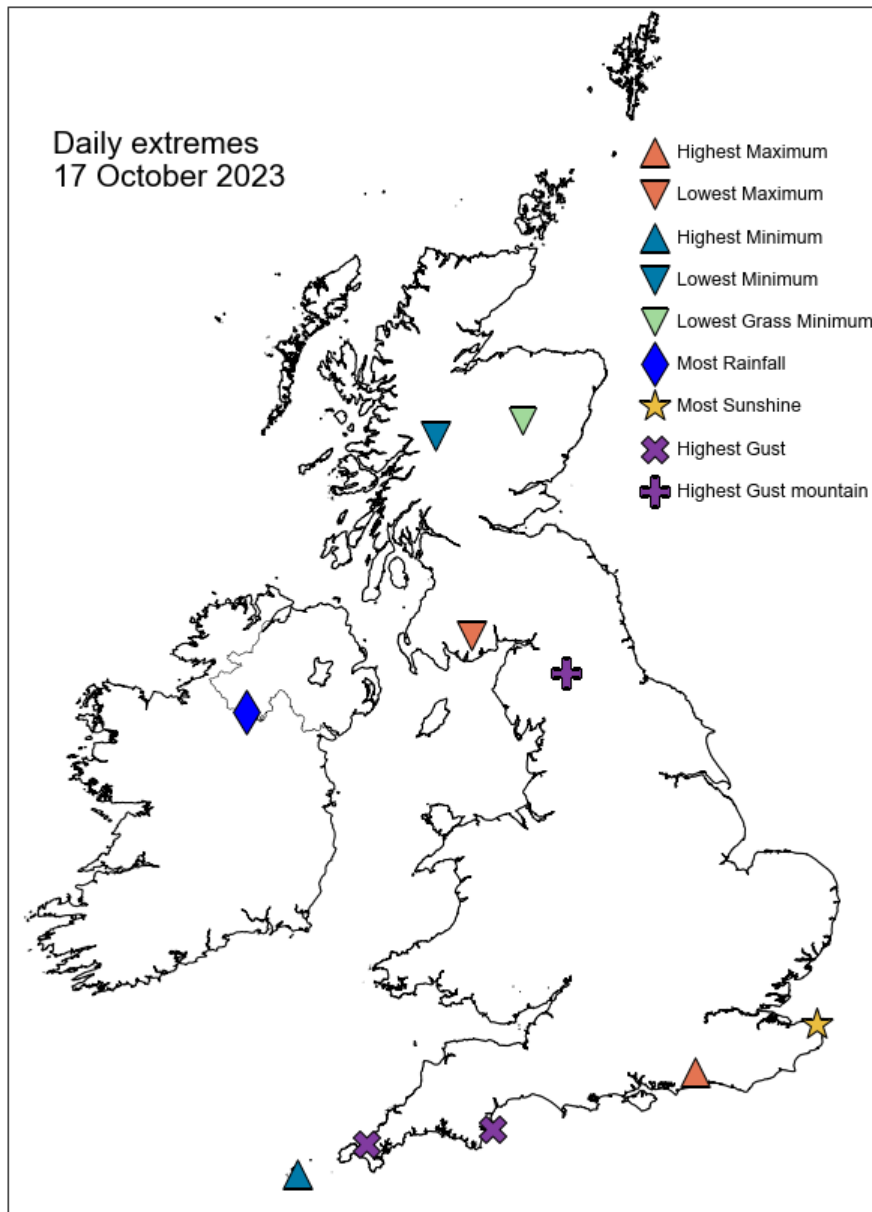 Daily extremes
17 October 2023
Highest Maximum
Lowest Maximum
Highest Minimum
Lowest Minimum
Lowest Grass Minimum
Most Rainfall
Most Sunshine
Highest Gust
Highest Gust mountain